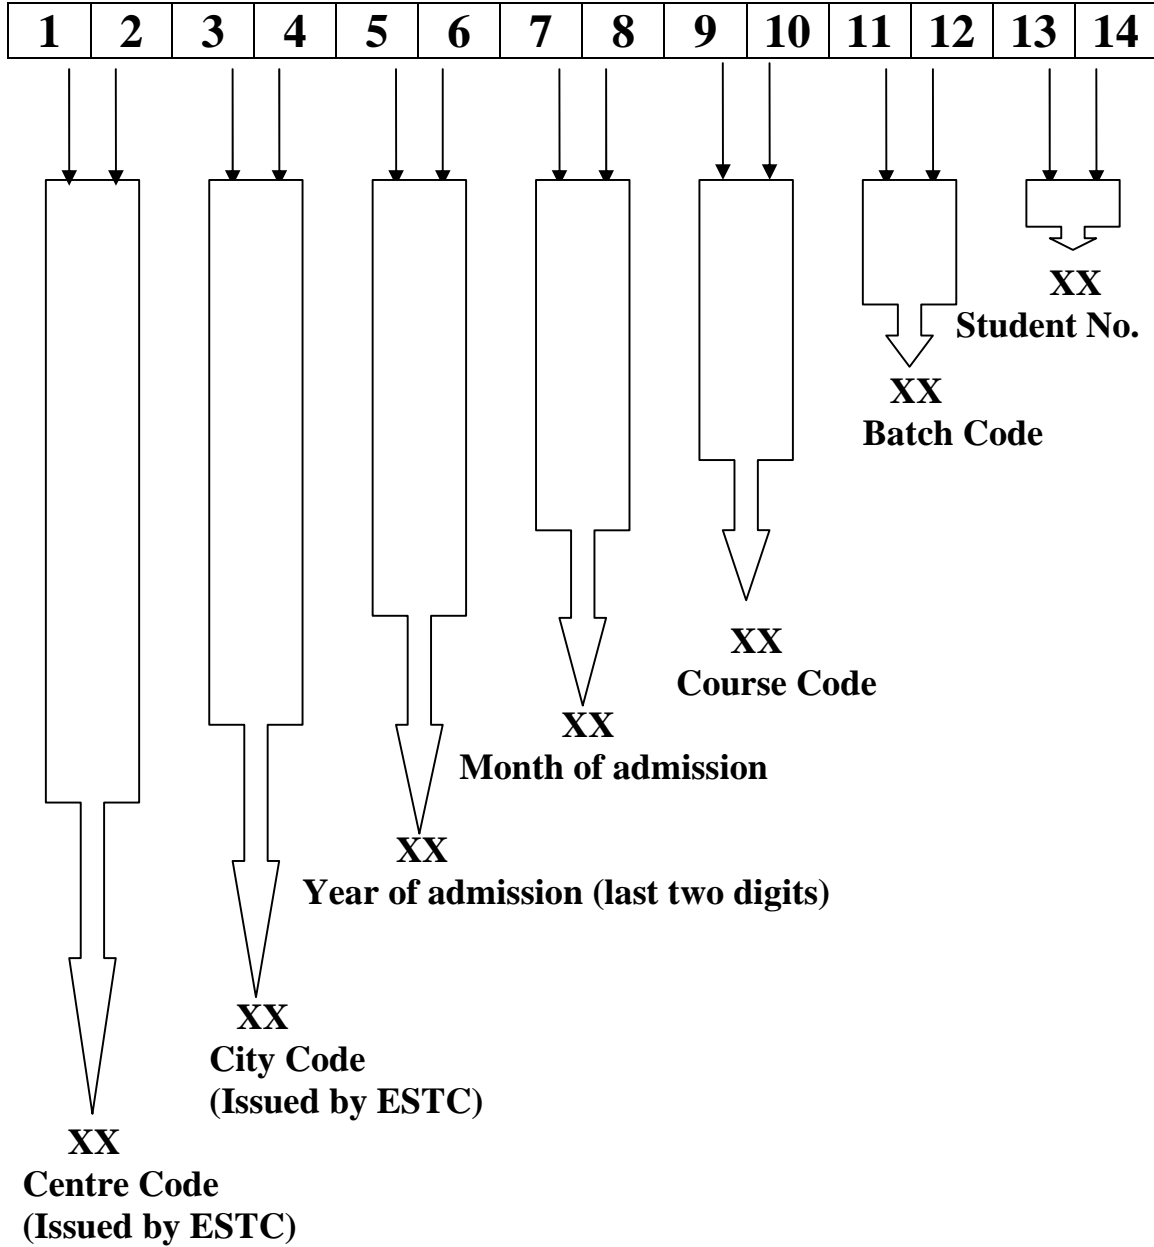 1 2 3 4 5 6 7 8 9 10 11 12 13 14
XX
Student No.
XX
Batch Code
XX
Course Code
XX
Month of admission
XX
Year of admission (last two digits)
XX
City Code
(Issued by ESTC)
XX
Centre Code
(Issued by ESTC)